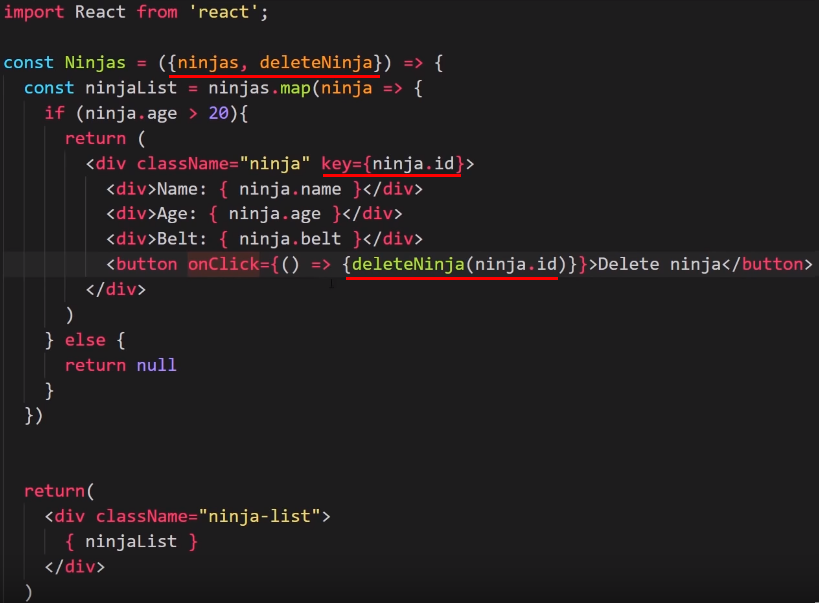 import React from 'react';
const Ninjas = ({ninjas, deleteNinja}) => {
  const ninjaList = ninjas.map(ninja => {
    if (ninja.age > 20){
      return (
        <div className="ninja" key={ninja.id}>
          <div>Name: { ninja.name }</div>
          <div>Age: { ninja.age }</div>
          <div>Belt: { ninja.belt }</div>
          <button onClick={() => {deleteNinja(ninja.id)}}>Delete ninja</button>
        </div>
      )
    } else {
      return null
    }
  })
  return(
    <div className="ninja-list">
      { ninjaList }
    </div>
  )